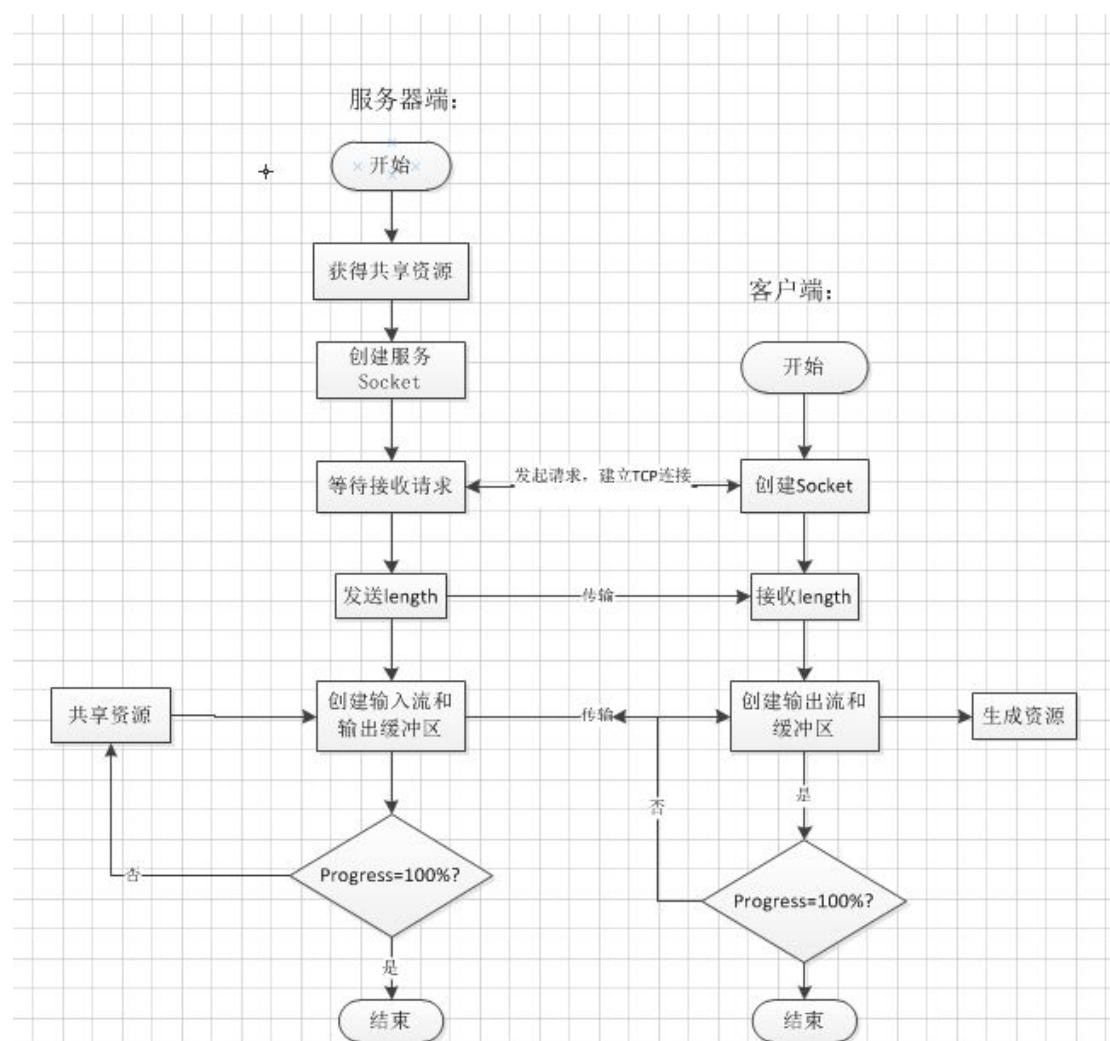 服务器端：
开始
获得共享资源
创建服务
Socket
等待接收请求
发送length
共享资源
创建输入流和
输出缓冲区
Progress=100%?
否
是
结束
发起请求，建立TCP连接
传输
传输
客户端：
开始
创建Socket
接收length
创建输出流和
缓冲区
生成资源
是
否
Progress=100%?
结束